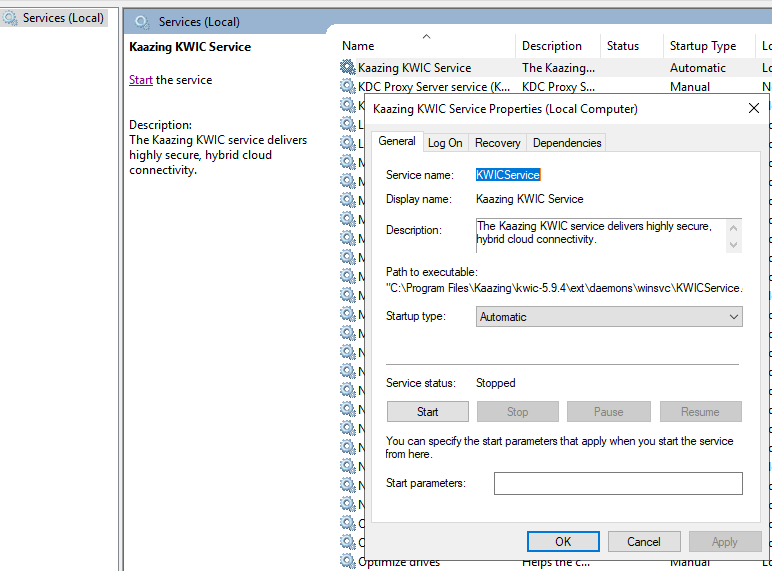 Services (Local)
Services (Local)
Kaazing KWIC Service
Start the service
Description:
The Kaazing KWIC service delivers
highly secure, hybrid cloud
connectivity.
Name Description Status Startup Type Lo
Kaazing KWIC Service The Kaazing... Automatic Lo
KDC Proxy Server service (K... KDC Proxy S... Manual N
Kaazing KWIC Service Properties (Local Computer)
General Log On Recovery Dependencies
Service name: KWICService
Display name: Kaazing KWIC Service
Description: The Kaazing KWIC service delivers highly secure,
hybrid cloud connectivity.
Path to executable:
"C:\Program Files\Kaazing\kwic-5.9.4\ext\daemons\winsvc\KWICService.
Startup type: Automatic
Service status: Stopped
Start Stop Pause Resume
You can specify the start parameters that apply when you start the service
from here.
Start parameters:
OK Cancel Apply
Optimize drives Helps the c... Manual Lo